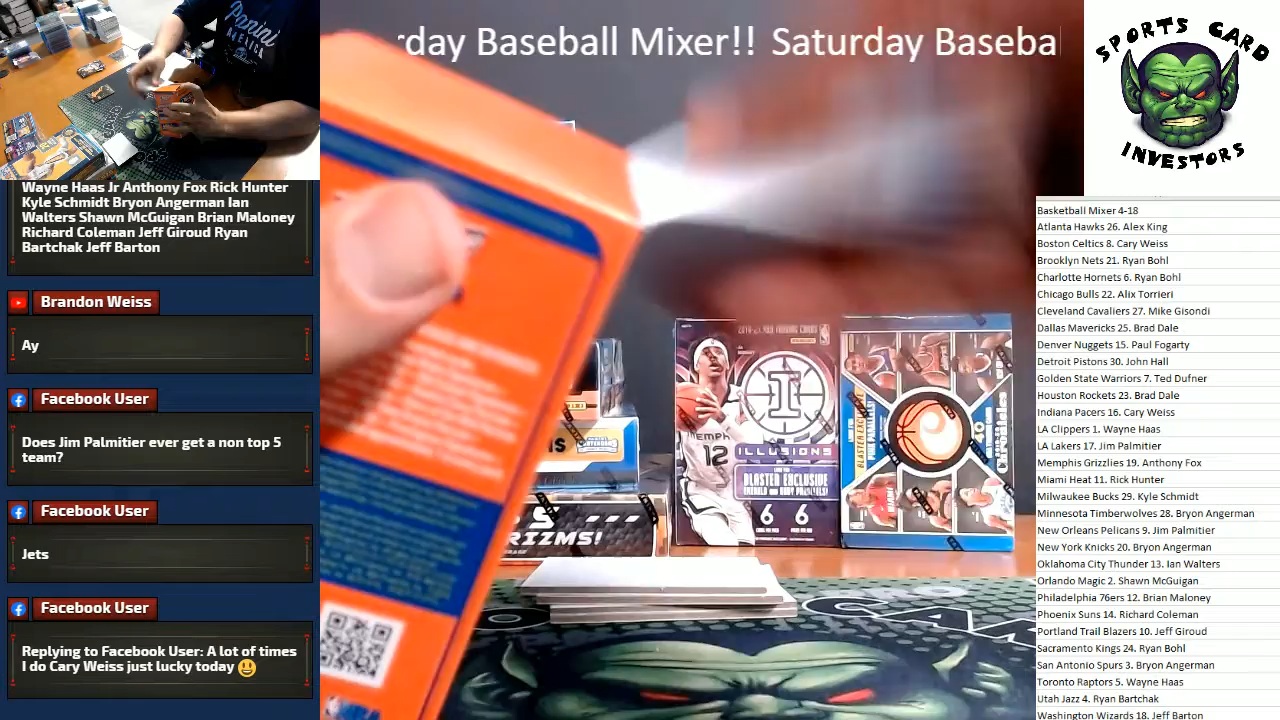 rday Baseball Mixer!! Saturday Baseba
SPORTS CARD
INVESTORS
Panini
AMERICA
Wayne Haas Jr Anthony Fox Rick Hunter
Kyle Schmidt Bryon Angerman Ian
Walters Shawn McGuigan Brian Maloney
Richard Coleman Jeff Giroud Ryan
Bartchak Jeff Barton
Brandon Weiss
Ay
Facebook User
Does Jim Palmitier ever get a non top 5
team?
Facebook User
Jets
Facebook User
Replying to Facebook User: A lot of times
I do Cary Weiss just lucky today 😃
MEMPH
12
I
ILLUSIONS
BLASTER EXCLUSIVE
6 6
RIZMS!
BLASTER EXCLUSIVE
NBA
Basketball Mixer 4-18
Atlanta Hawks 26. Alex King
Boston Celtics 8. Cary Weiss
Brooklyn Nets 21. Ryan Bohl
Charlotte Hornets 6. Ryan Bohl
Chicago Bulls 22. Alix Torrieri
Cleveland Cavaliers 27. Mike Gisondi
Dallas Mavericks 25. Brad Dale
Denver Nuggets 15. Paul Fogarty
Detroit Pistons 30. John Hall
Golden State Warriors 7. Ted Dufner
Houston Rockets 23. Brad Dale
Indiana Pacers 16. Cary Weiss
LA Clippers 1. Wayne Haas
LA Lakers 17. Jim Palmitier
Memphis Grizzlies 19. Anthony Fox
Miami Heat 11. Rick Hunter
Milwaukee Bucks 29. Kyle Schmidt
Minnesota Timberwolves 28. Bryon Angerman
New Orleans Pelicans 9. Jim Palmitier
New York Knicks 20. Bryon Angerman
Oklahoma City Thunder 13. Ian Walters
Orlando Magic 2. Shawn McGuigan
Philadelphia 76ers 12. Brian Maloney
Phoenix Suns 14. Richard Coleman
Portland Trail Blazers 10. Jeff Giroud
Sacramento Kings 24. Ryan Bohl
San Antonio Spurs 3. Bryon Angerman
Toronto Raptors 5. Wayne Haas
Utah Jazz 4. Ryan Bartchak
Washington Wizards 18. Jeff Barton